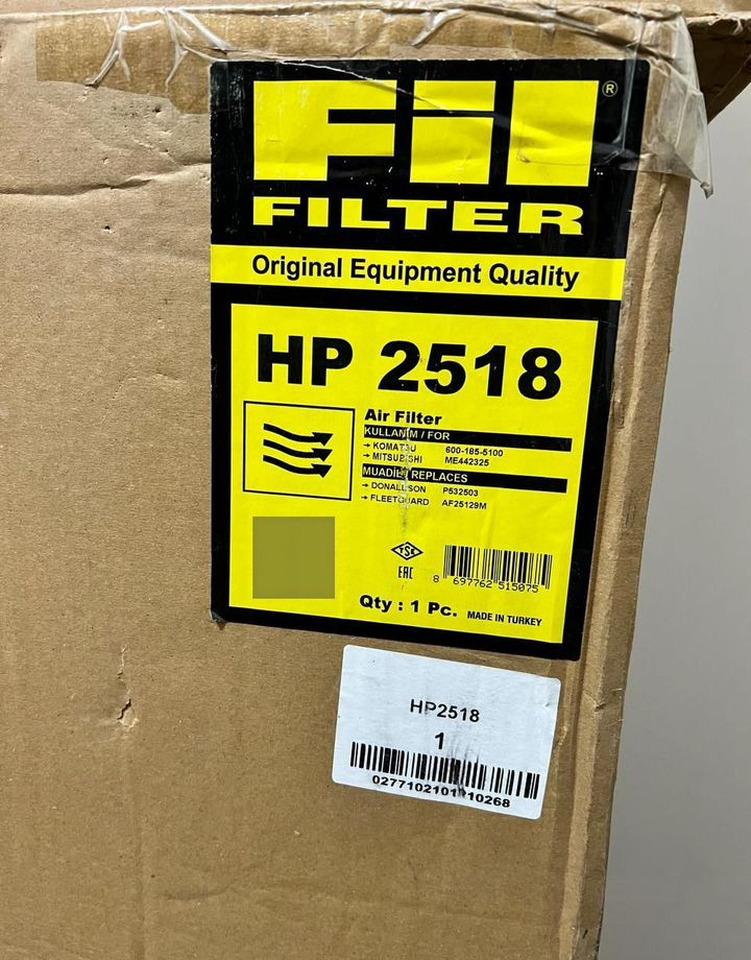 Fil®
FILTER
Original Equipment Quality
HP 2518
Air Filter
KULLANIM / FOR
→ KOMATSU 600-185-5100
→ MITSUBISHI ME442325
MUADİL / REPLACES
→ DONALDSON P532503
→ FLEETGUARD AF25129M
TSE
EAC
8 697762 515075
Qty : 1 Pc. MADE IN TURKEY
HP2518
1